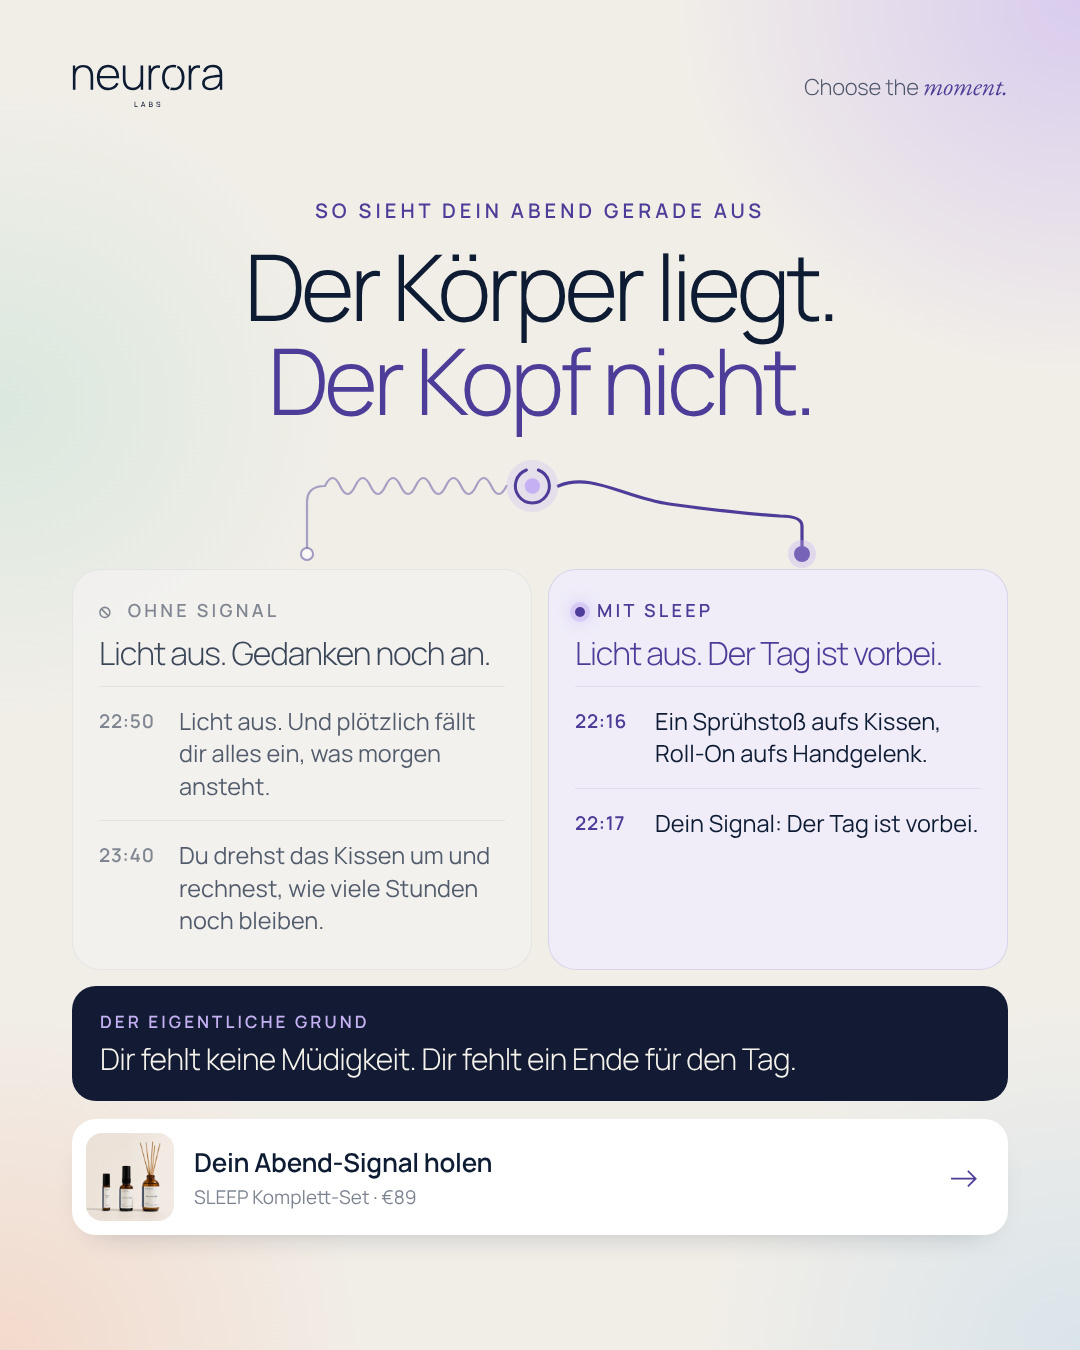 neurora
LABS
Choose the moment.
SO SIEHT DEIN ABEND GERADE AUS
Der Körper liegt.
Der Kopf nicht.
OHNE SIGNAL
Licht aus. Gedanken noch an.
22:50 Licht aus. Und plötzlich fällt
dir alles ein, was morgen
ansteht.
23:40 Du drehst das Kissen um und
rechnest, wie viele Stunden
noch bleiben.
MIT SLEEP
Licht aus. Der Tag ist vorbei.
22:16 Ein Sprühstoß aufs Kissen,
Roll-On aufs Handgelenk.
22:17 Dein Signal: Der Tag ist vorbei.
DER EIGENTLICHE GRUND
Dir fehlt keine Müdigkeit. Dir fehlt ein Ende für den Tag.
Dein Abend-Signal holen
SLEEP Komplett-Set · €89